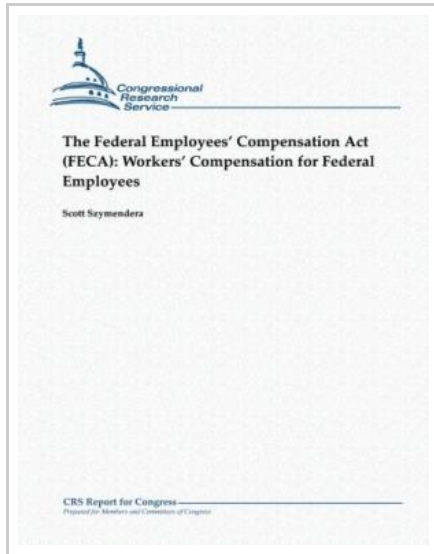 Congressional
Research
Service
The Federal Employees' Compensation Act
(FECA): Workers' Compensation for Federal
Employees
Scott Szymendera
CRS Report for Congress
Prepared for Members and Committees of Congress